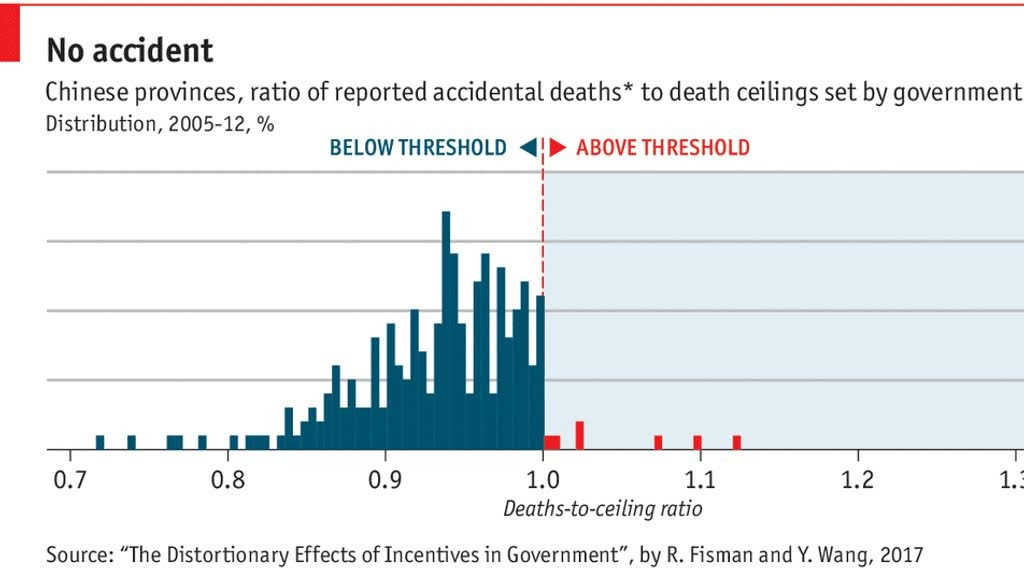 No accident
Chinese provinces, ratio of reported accidental deaths* to death ceilings set by government
Distribution, 2005-12, %
BELOW THRESHOLD ABOVE THRESHOLD
0.7 0.8 0.9 1.0 1.1 1.2 1.3
Deaths-to-ceiling ratio
Source: “The Distortionary Effects of Incentives in Government”, by R. Fisman and Y. Wang, 2017